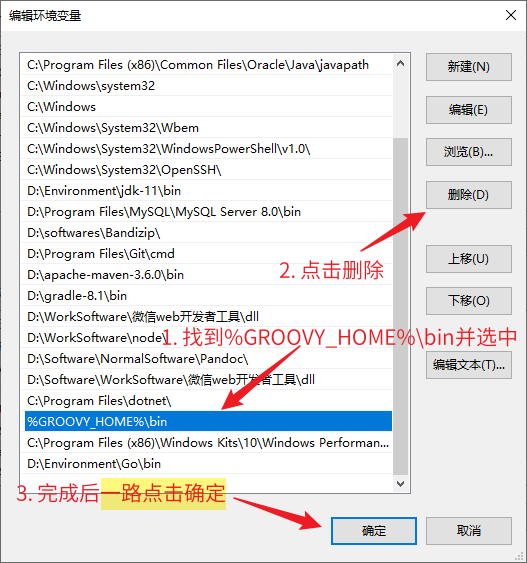 编辑环境变量
C:\Program Files (x86)\Common Files\Oracle\Java\javapath
C:\Windows\system32
C:\Windows
C:\Windows\System32\Wbem
C:\Windows\System32\WindowsPowerShell\v1.0\
C:\Windows\System32\OpenSSH\
D:\Environment\jdk-11\bin
D:\Program Files\MySQL\MySQL Server 8.0\bin
D:\softwares\Bandizip\
D:\Program Files\Git\cmd
D:\apache-maven-3.6.0\bin
D:\gradle-8.1\bin
D:\WorkSoftware\微信web开发者工具\dll
D:\WorkSoftware\node\
D:\Software\NormalSoftware\Pandoc\
D:\Software\WorkSoftware\微信web开发者工具\dll
C:\Program Files\dotnet\
%GROOVY_HOME%\bin
C:\Program Files (x86)\Windows Kits\10\Windows Performan...
D:\Environment\Go\bin
新建(N)
编辑(E)
浏览(B)...
删除(D)
上移(U)
下移(O)
编辑文本(T)...
2. 点击删除
1. 找到%GROOVY_HOME%\bin并选中
3. 完成后一路点击确定
确定
取消